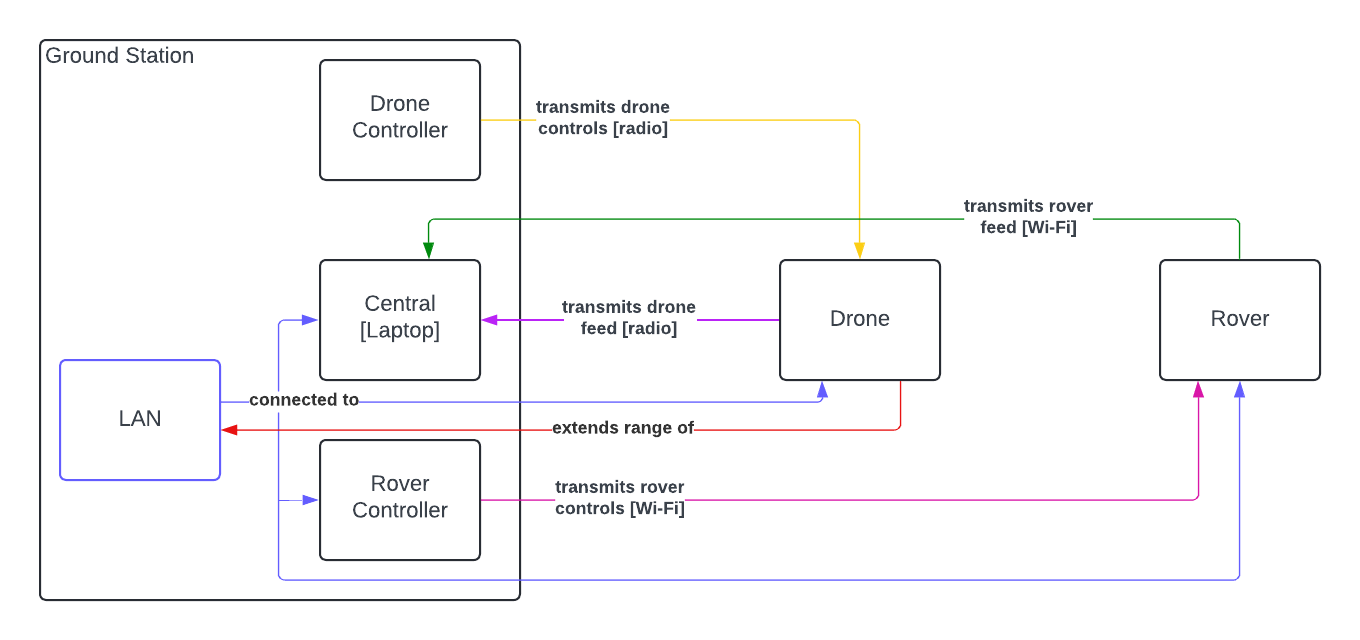 Ground Station
Drone
Controller
transmits drone
controls [radio]
transmits rover
feed [Wi-Fi]
Central
[Laptop]
transmits drone
feed [radio]
Drone
Rover
LAN
connected to
extends range of
Rover
Controller
transmits rover
controls [Wi-Fi]